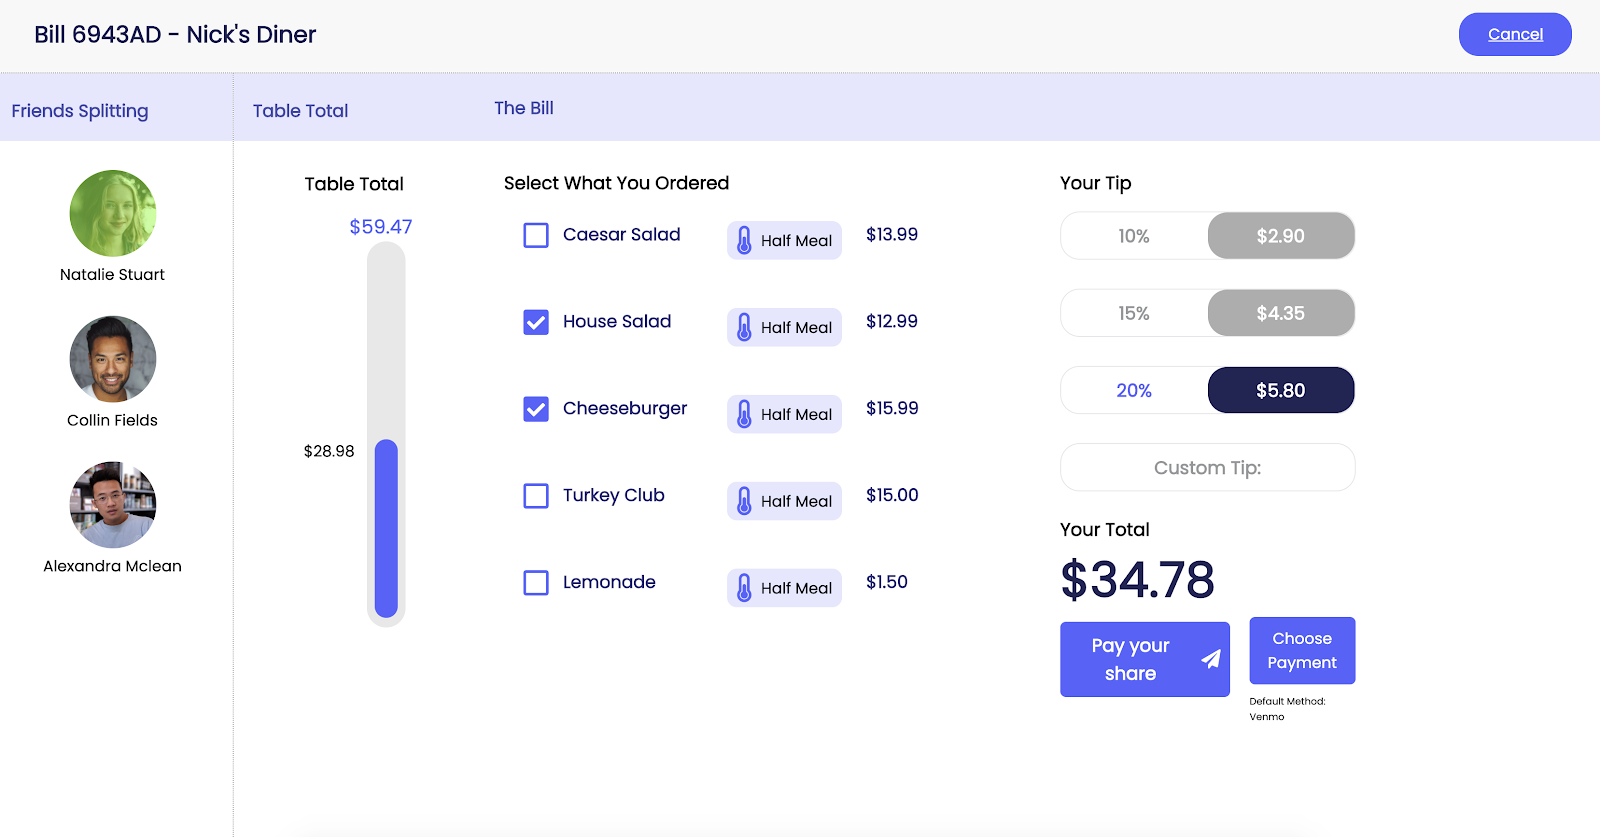 Bill 6943AD - Nick's Diner
Cancel
Friends Splitting
Table Total
The Bill
Natalie Stuart
Collin Fields
Alexandra Mclean
Table Total
$59.47
$28.98
Select What You Ordered
Caesar Salad Half Meal $13.99
House Salad Half Meal $12.99
Cheeseburger Half Meal $15.99
Turkey Club Half Meal $15.00
Lemonade Half Meal $1.50
Your Tip
10% $2.90
15% $4.35
20% $5.80
Custom Tip:
Your Total
$34.78
Pay your
share
Choose
Payment
Default Method:
Venmo